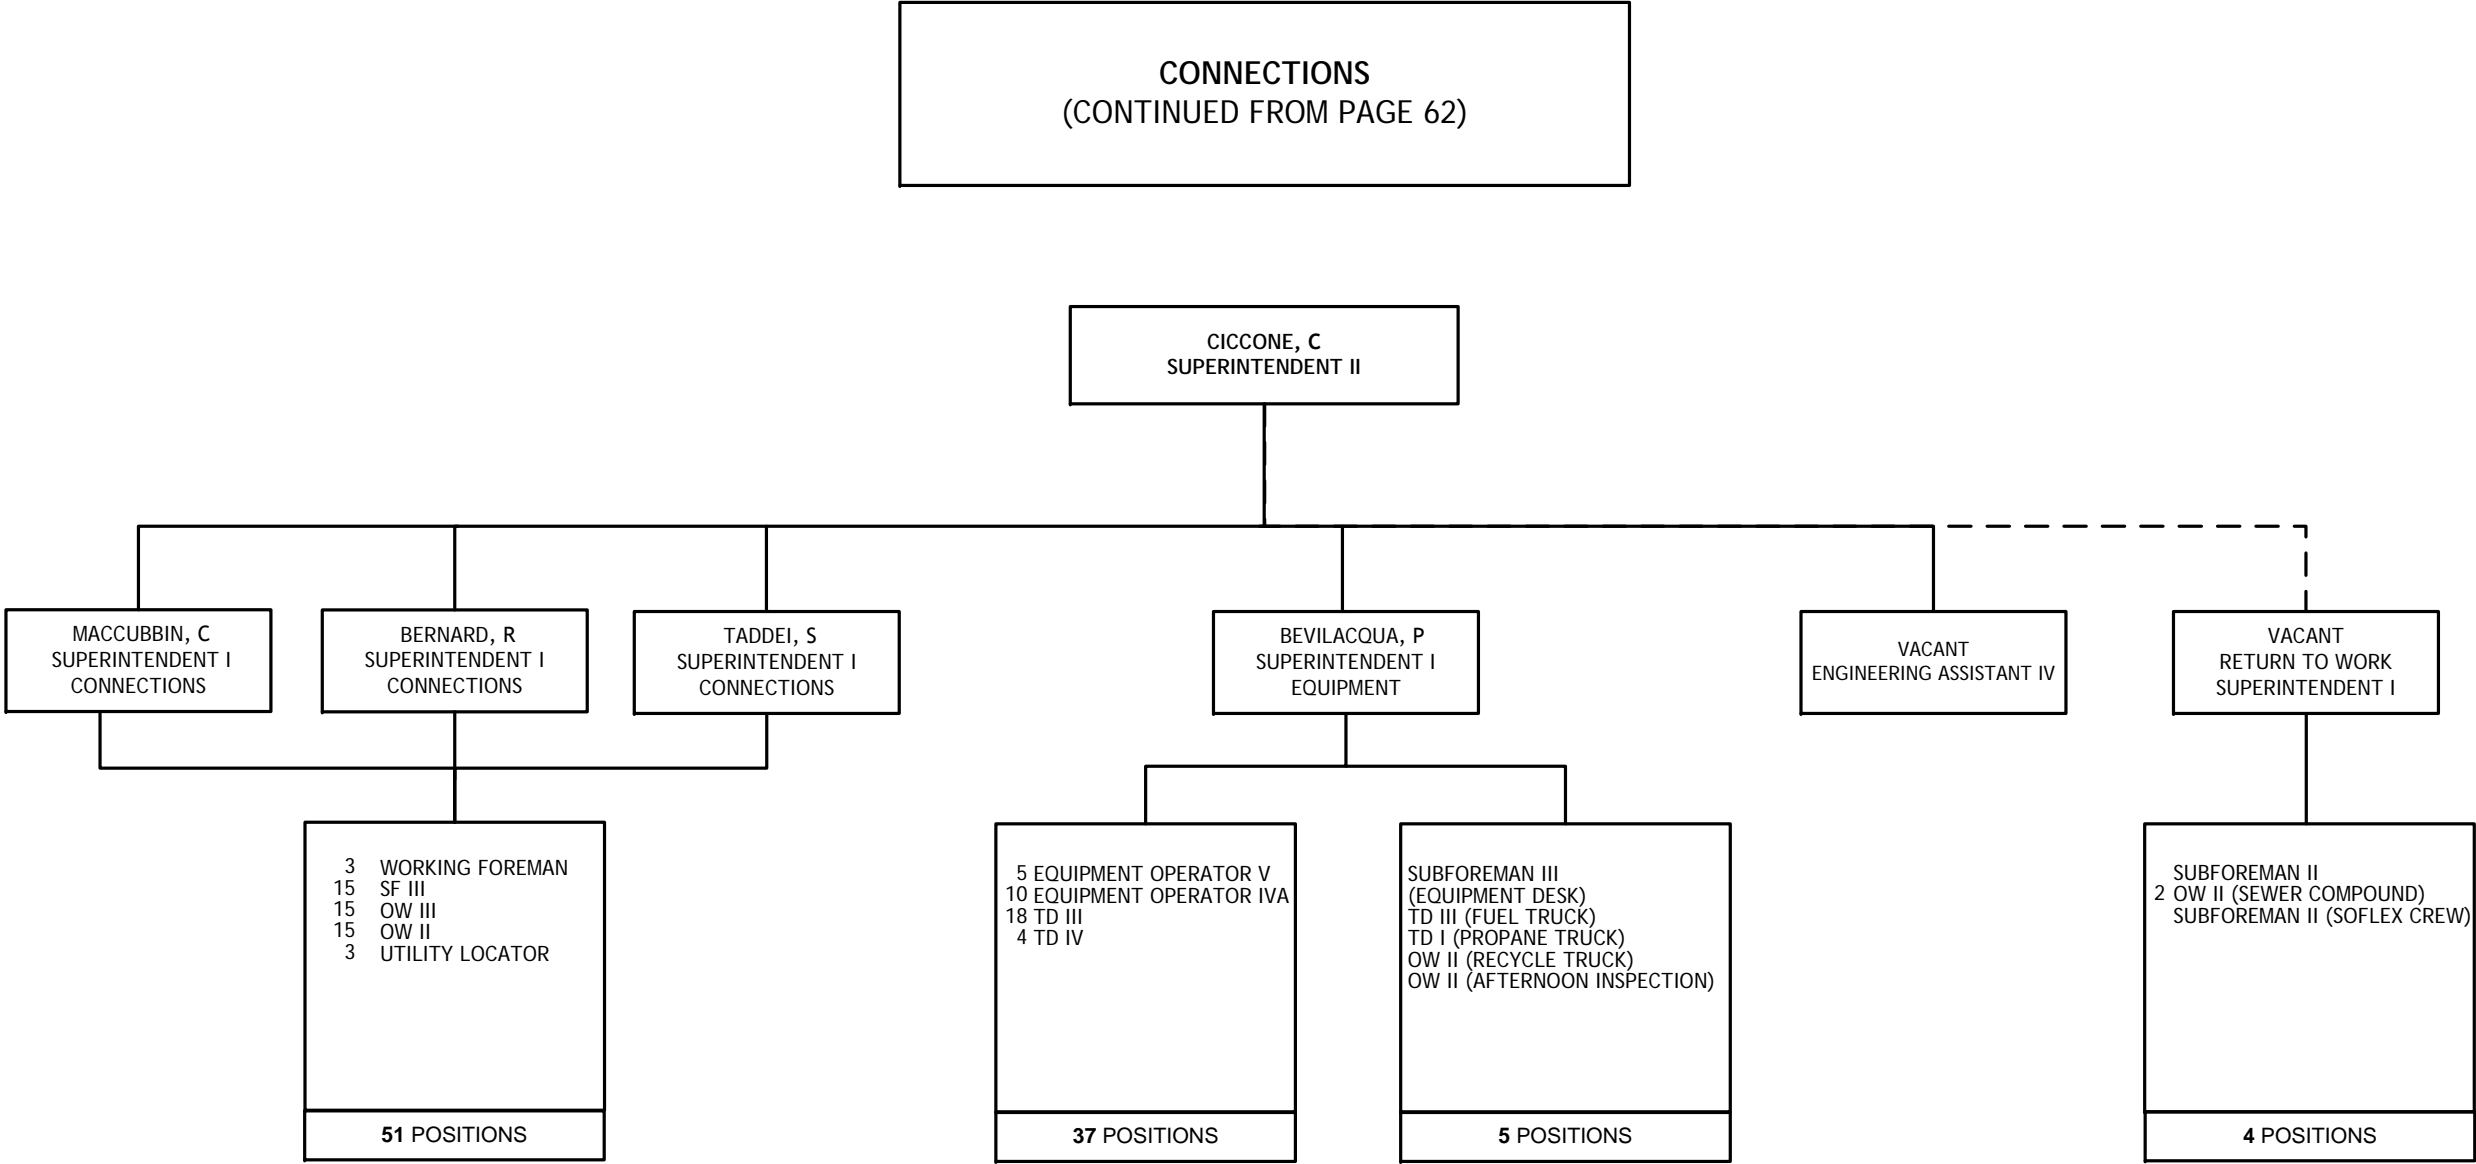 CONNECTIONS
(CONTINUED FROM PAGE 62)
CICCONE, C
SUPERINTENDENT II
MACCUBBIN, C
SUPERINTENDENT I
CONNECTIONS
BERNARD, R
SUPERINTENDENT I
CONNECTIONS
TADDEI, S
SUPERINTENDENT I
CONNECTIONS
BEVILACQUA, P
SUPERINTENDENT I
EQUIPMENT
VACANT
ENGINEERING ASSISTANT IV
VACANT
RETURN TO WORK
SUPERINTENDENT I
3 WORKING FOREMAN
15 SF III
15 OW III
15 OW II
3 UTILITY LOCATOR
51 POSITIONS
5 EQUIPMENT OPERATOR V
10 EQUIPMENT OPERATOR IVA
18 TD III
4 TD IV
37 POSITIONS
SUBFOREMAN III
(EQUIPMENT DESK)
TD III (FUEL TRUCK)
TD I (PROPANE TRUCK)
OW II (RECYCLE TRUCK)
OW II (AFTERNOON INSPECTION)
5 POSITIONS
SUBFOREMAN II
2 OW II (SEWER COMPOUND)
SUBFOREMAN II (SOFLEX CREW)
4 POSITIONS